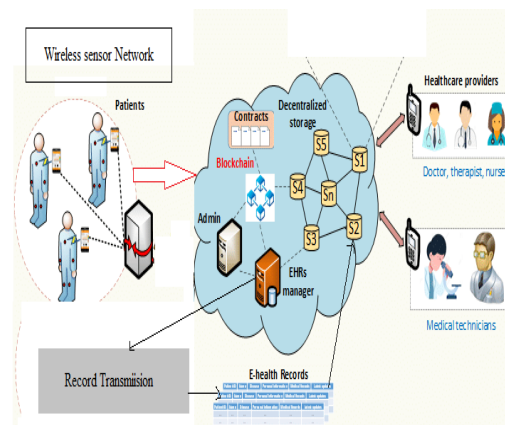 Wireless sensor Network
Patients
Contracts
Decentralized
storage
Blockchain
S5
S1
S4
Sn
S3
S2
Admin
EHRs
manager
Healthcare providers
Doctor, therapist, nurse
Medical technicians
Record Transmiision
E-health Records